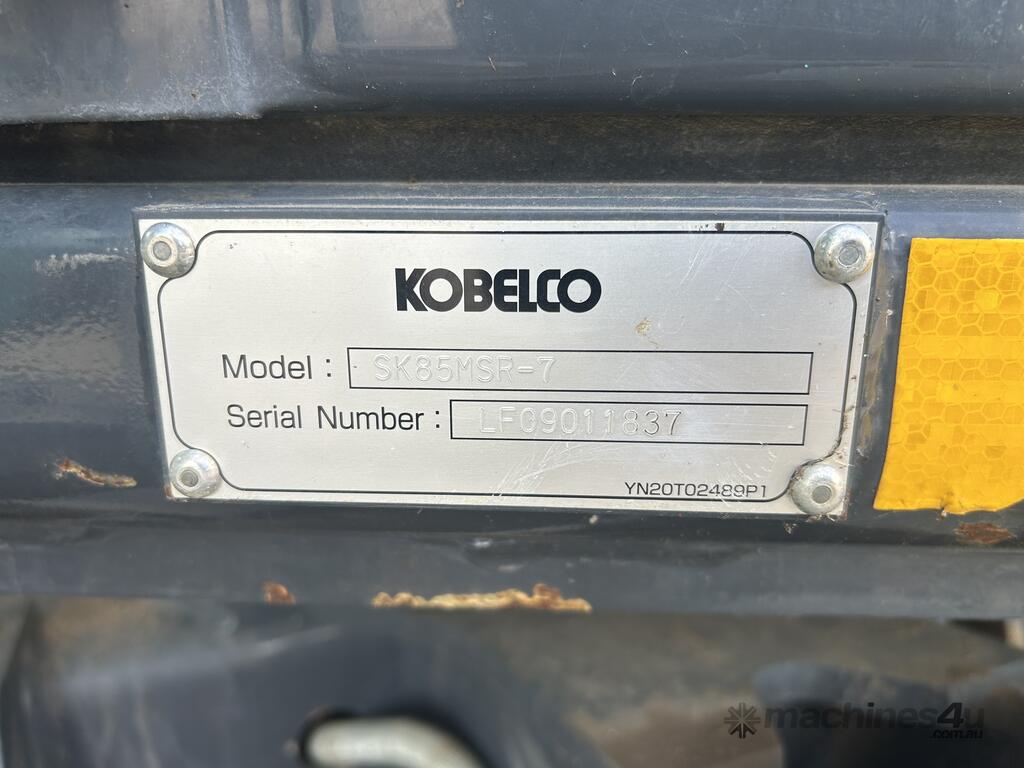 KOBELCO
Model : SK85MSR-7
Serial Number : LF09011837
YN20T02489P1
machines4u
.com.au